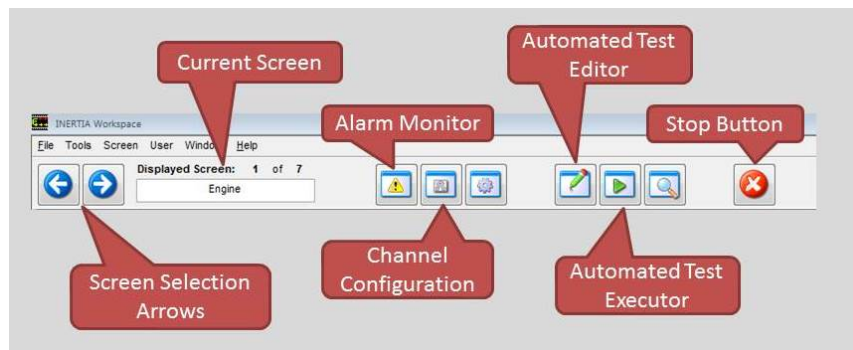 Current Screen
Automated Test
Editor
Alarm Monitor
Stop Button
INERTIA Workspace
File Tools Screen User Window Help
Displayed Screen: 1 of 7
Engine
Screen Selection
Arrows
Channel
Configuration
Automated Test
Executor